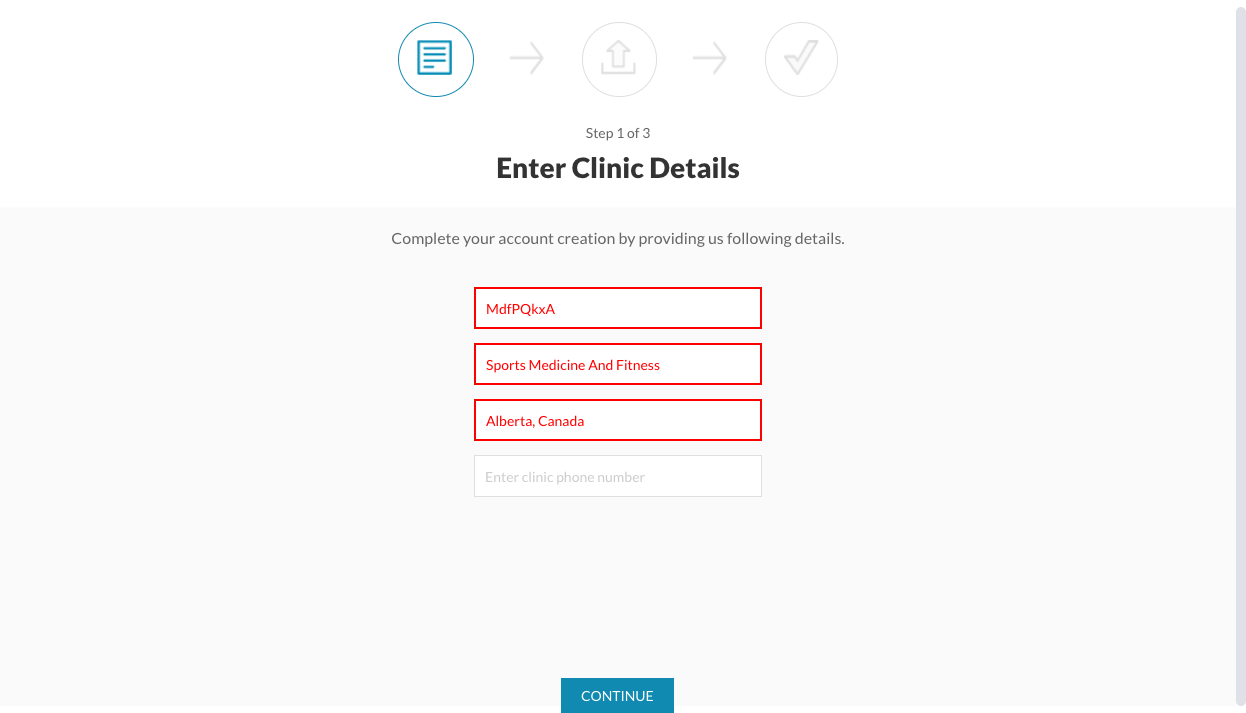 Step 1 of 3
Enter Clinic Details
Complete your account creation by providing us following details.
MdfPQkxA
Sports Medicine And Fitness
Alberta, Canada
Enter clinic phone number
CONTINUE